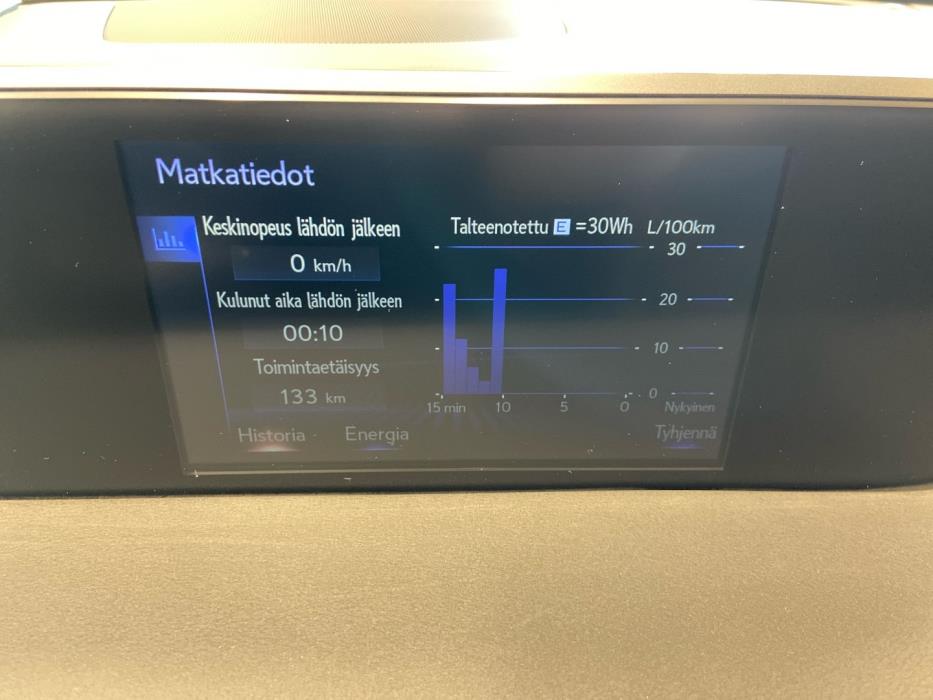 Matkatiedot
Keskinopeus lähdön jälkeen
0 km/h
Kulunut aika lähdön jälkeen
00:10
Toimintaetäisyys
133 km
Historia
Energia
Talteenotettu E =30Wh
L/100km
30
20
10
0
15 min
10
5
0
Nykyinen
Tyhjennä